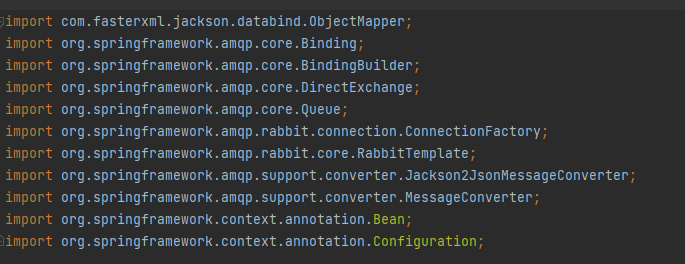 import com.fasterxml.jackson.databind.ObjectMapper;
import org.springframework.amqp.core.Binding;
import org.springframework.amqp.core.BindingBuilder;
import org.springframework.amqp.core.DirectExchange;
import org.springframework.amqp.core.Queue;
import org.springframework.amqp.rabbit.connection.ConnectionFactory;
import org.springframework.amqp.rabbit.core.RabbitTemplate;
import org.springframework.amqp.support.converter.Jackson2JsonMessageConverter;
import org.springframework.amqp.support.converter.MessageConverter;
import org.springframework.context.annotation.Bean;
import org.springframework.context.annotation.Configuration;